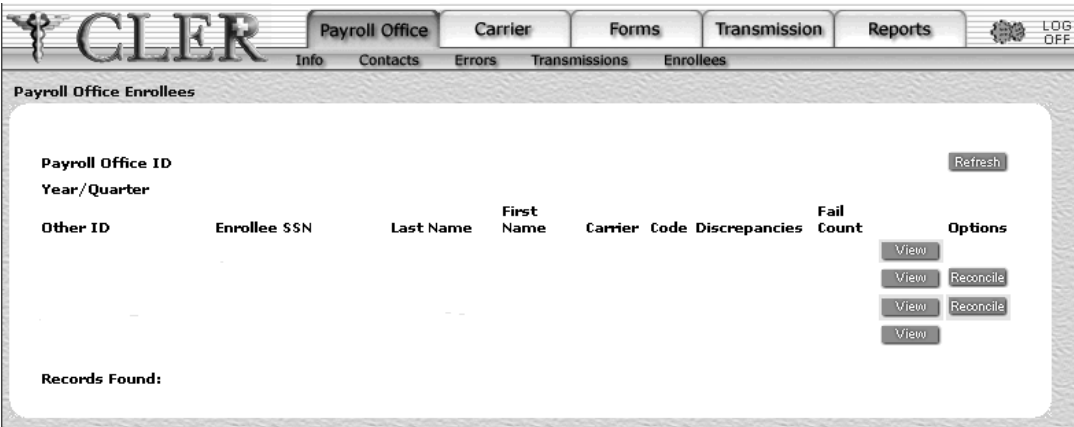 CLER Payroll Office Carrier Forms Transmission Reports LOG OFF
Info Contacts Errors Transmissions Enrollees
Payroll Office Enrollees
Payroll Office ID Refresh
Year/Quarter
Other ID Enrollee SSN Last Name First Name Carrier Code Discrepancies Fail Count Options
View
View Reconcile
View Reconcile
View
Records Found: